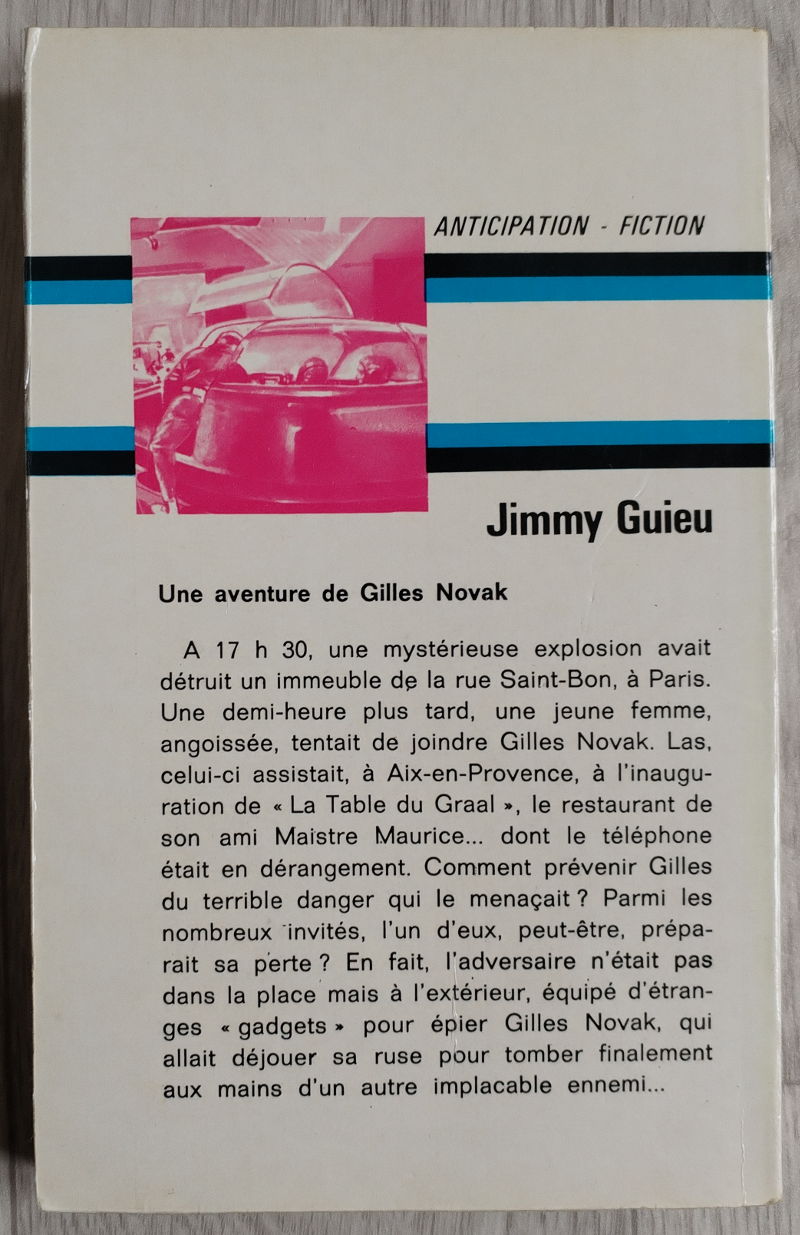 ANTICIPATION - FICTION
Jimmy Guieu
Une aventure de Gilles Novak
A 17 h 30, une mystérieuse explosion avait
détruit un immeuble de la rue Saint-Bon, à Paris.
Une demi-heure plus tard, une jeune femme,
angoissée, tentait de joindre Gilles Novak. Las,
celui-ci assistait, à Aix-en-Provence, à l'inaugu-
ration de « La Table du Graal », le restaurant de
son ami Maistre Maurice... dont le téléphone
était en dérangement. Comment prévenir Gilles
du terrible danger qui le menaçait ? Parmi les
nombreux invités, l'un d'eux, peut-être, prépa-
rait sa perte ? En fait, l'adversaire n'était pas
dans la place mais à l'extérieur, équipé d'étran-
ges « gadgets » pour épier Gilles Novak, qui
allait déjouer sa ruse pour tomber finalement
aux mains d'un autre implacable ennemi...